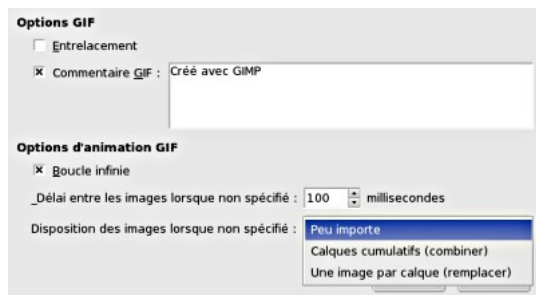 Options GIF
Entrelacement
Commentaire GIF : Créé avec GIMP
Options d'animation GIF
Boucle infinie
_Délai entre les images lorsque non spécifié : 100 millisecondes
Disposition des images lorsque non spécifié : Peu importe
Calques cumulatifs (combiner)
Une image par calque (remplacer)